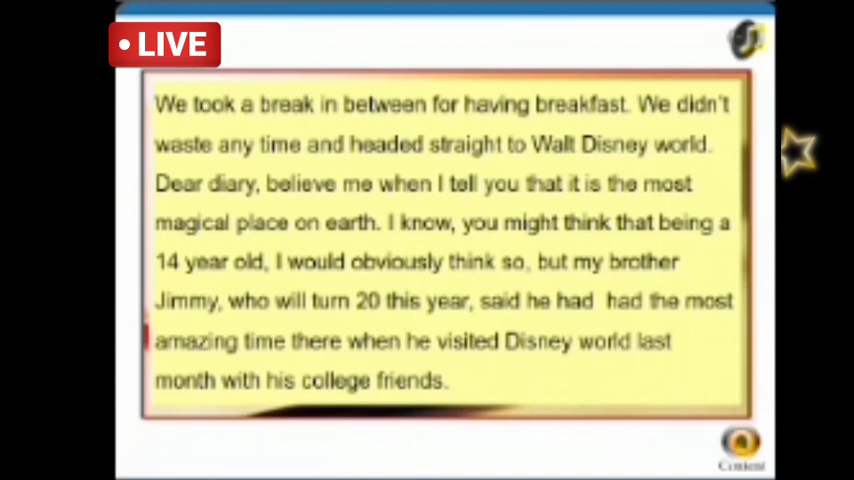 LIVE
We took a break in between for having breakfast. We didn't
waste any time and headed straight to Walt Disney world.
Dear diary, believe me when I tell you that it is the most
magical place on earth. I know, you might think that being a
14 year old, I would obviously think so, but my brother
Jimmy, who will turn 20 this year, said he had had the most
amazing time there when he visited Disney world last
month with his college friends.
Content